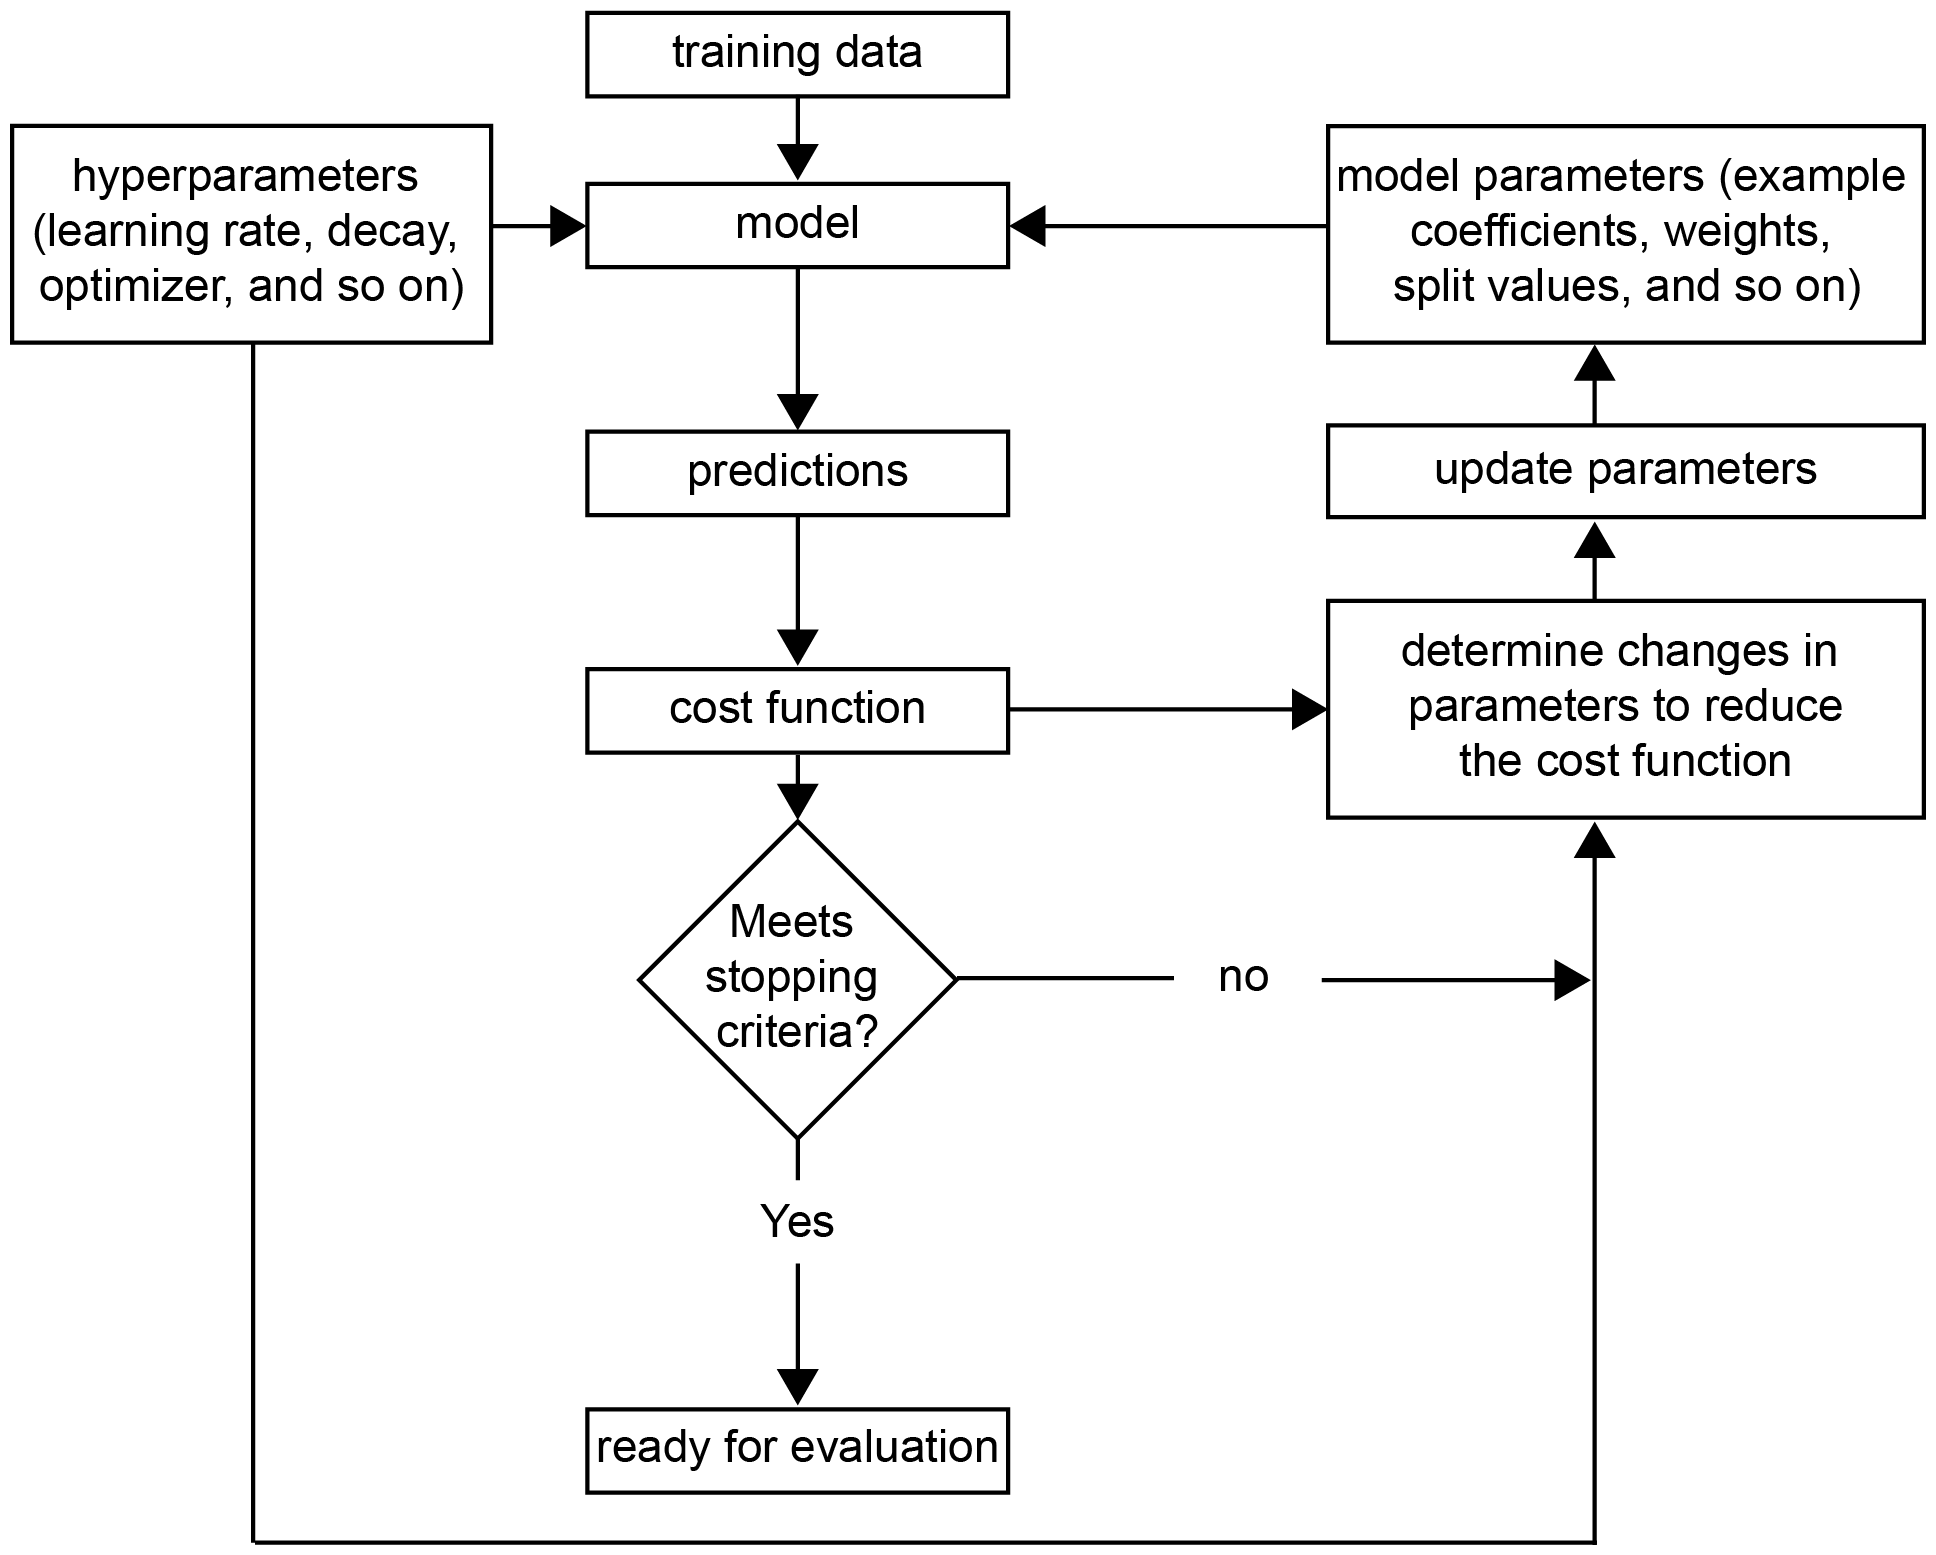 training data
hyperparameters
(learning rate, decay,
optimizer, and so on)
model
model parameters (example
coefficients, weights,
split values, and so on)
predictions
update parameters
cost function
determine changes in
parameters to reduce
the cost function
Meets
stopping
criteria?
no
Yes
ready for evaluation